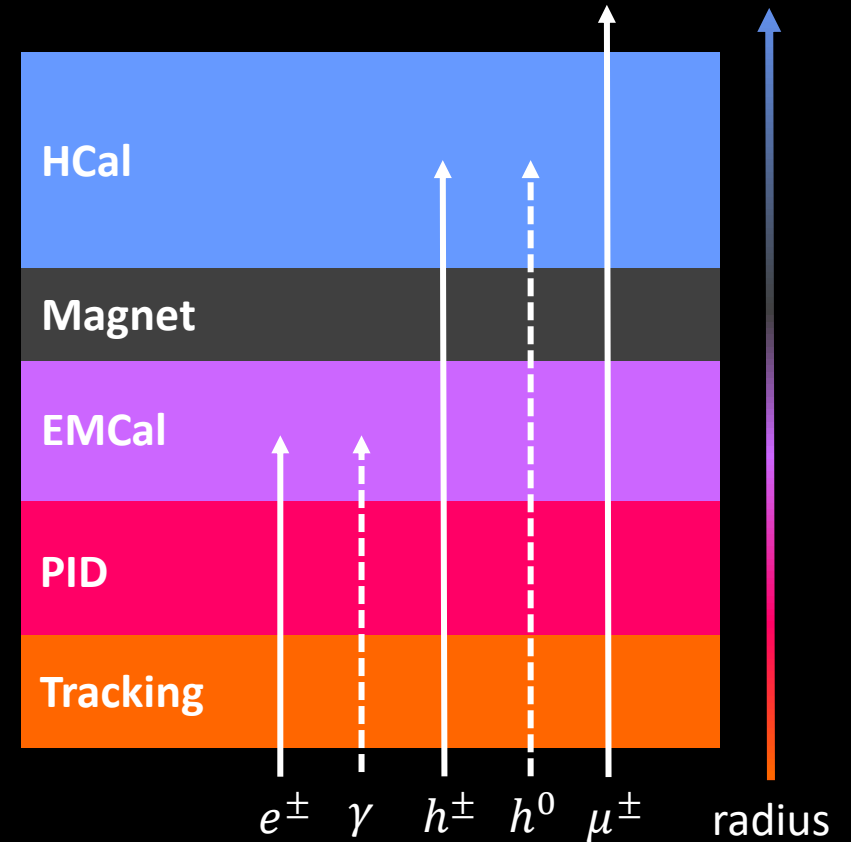 HCal
Magnet
EMCal
PID
Tracking
e± γ h± h⁰ μ± radius